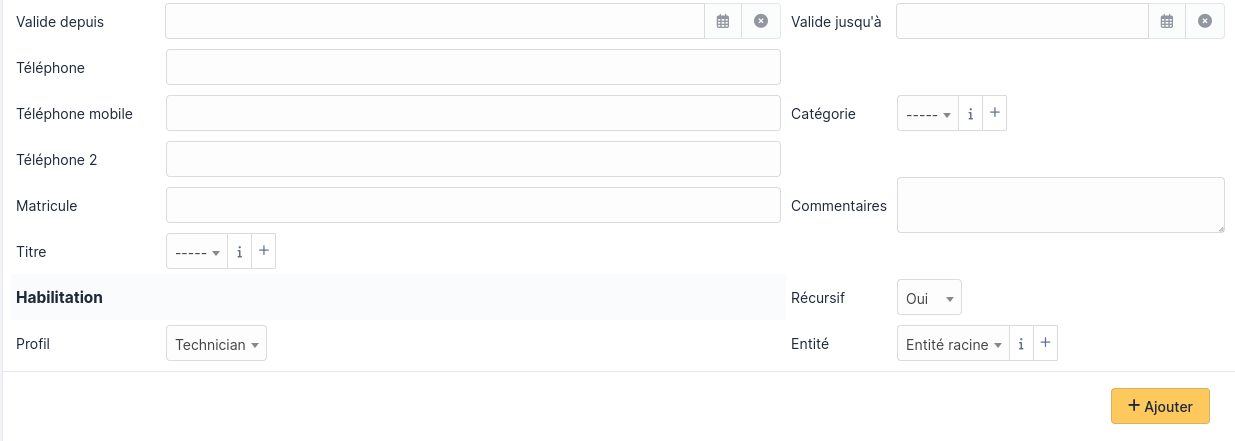 Valide depuis
Valide jusqu'à
Téléphone
Téléphone mobile
Catégorie
-----
i
+
Téléphone 2
Matricule
Commentaires
Titre
-----
i
+
Habilitation
Récursif
Oui
Profil
Technician
Entité
Entité racine
i
+
+ Ajouter